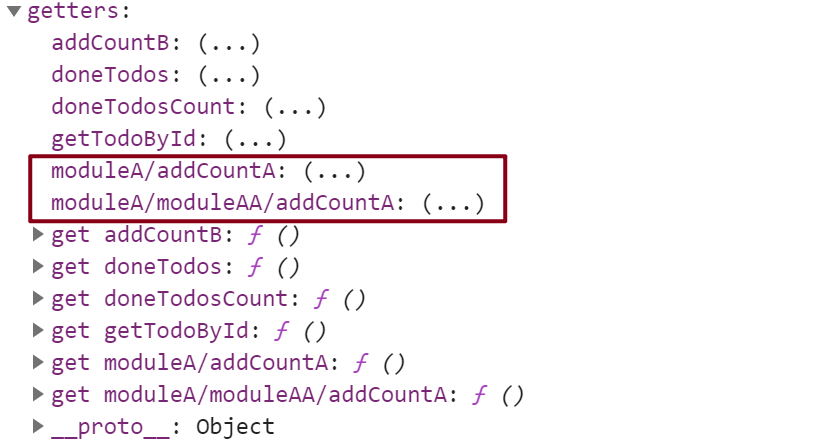 getters:
addCountB: (...)
doneTodos: (...)
doneTodosCount: (...)
getTodoById: (...)
moduleA/addCountA: (...)
moduleA/moduleAA/addCountA: (...)
get addCountB: ƒ ()
get doneTodos: ƒ ()
get doneTodosCount: ƒ ()
get getTodoById: ƒ ()
get moduleA/addCountA: ƒ ()
get moduleA/moduleAA/addCountA: ƒ ()
__proto__: Object